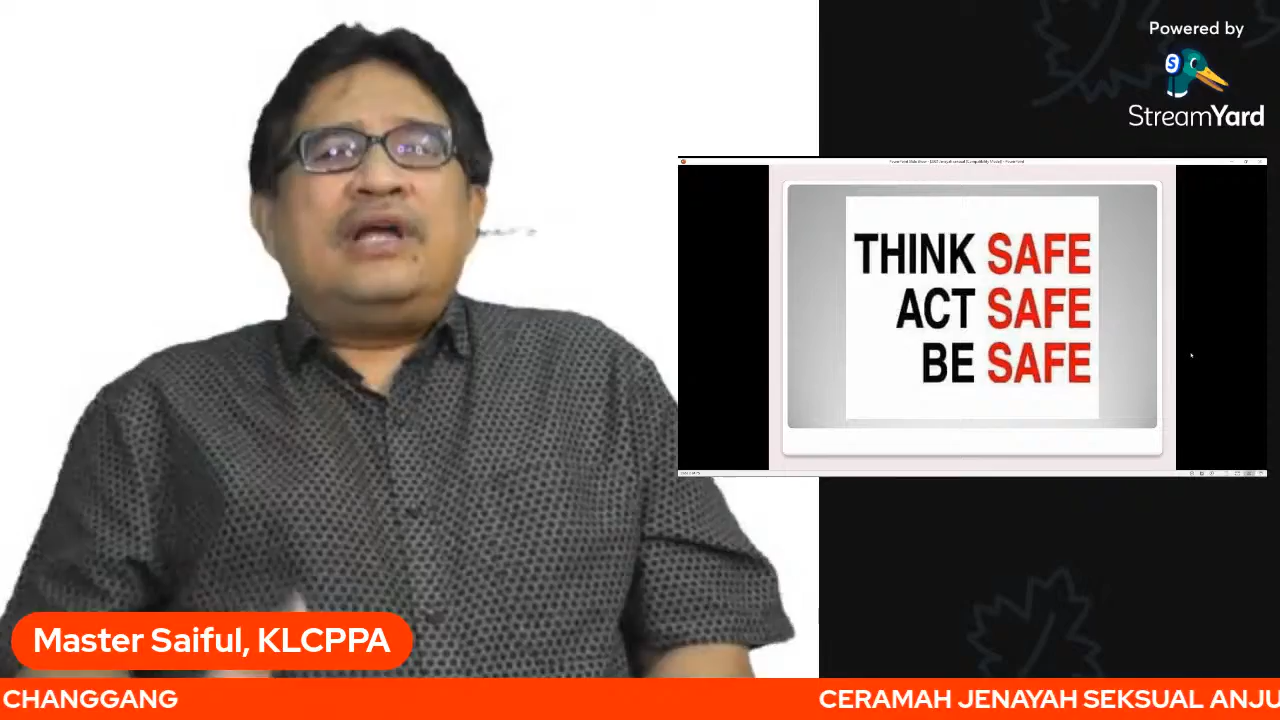 Powered by
StreamYard
THINK SAFE
ACT SAFE
BE SAFE
Master Saiful, KLCPPA
CHANGGANG
CERAMAH JENAYAH SEKSUAL ANJU